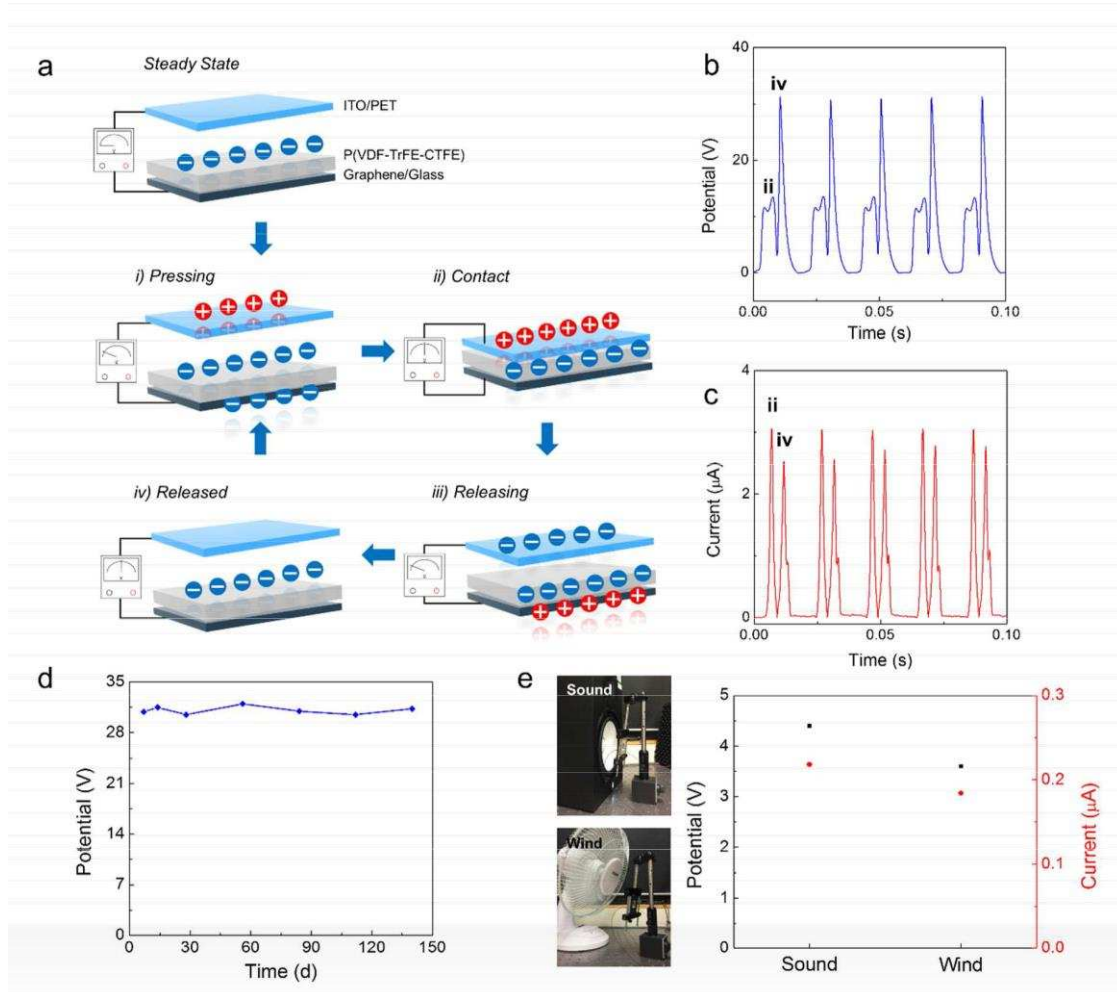 a
Steady State
ITO/PET
P(VDF-TrFE-CTFE)
Graphene/Glass
i) Pressing
ii) Contact
iv) Released
iii) Releasing
b
40
30
20
10
0
Potential (V)
iv
ii
0.00
0.05
0.10
Time (s)
c
4
2
0
Current (μA)
ii
iv
0.00
0.05
0.10
Time (s)
d
35
28
21
14
7
0
Potential (V)
0
30
60
90
120
150
Time (d)
e
Sound
Wind
5
4
3
2
1
0
Potential (V)
0.3
0.2
0.1
0.0
Current (μA)
Sound
Wind